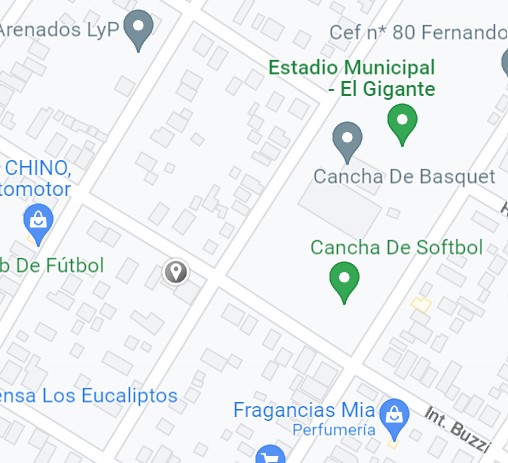 Arenados LyP
Cef n* 80 Fernando
Estadio Municipal
- El Gigante
CHINO,
tomotor
Cancha De Basquet
b De Fútbol
Cancha De Softbol
ensa Los Eucaliptos
Fragancias Mia
Perfumería
Int. Buzzi